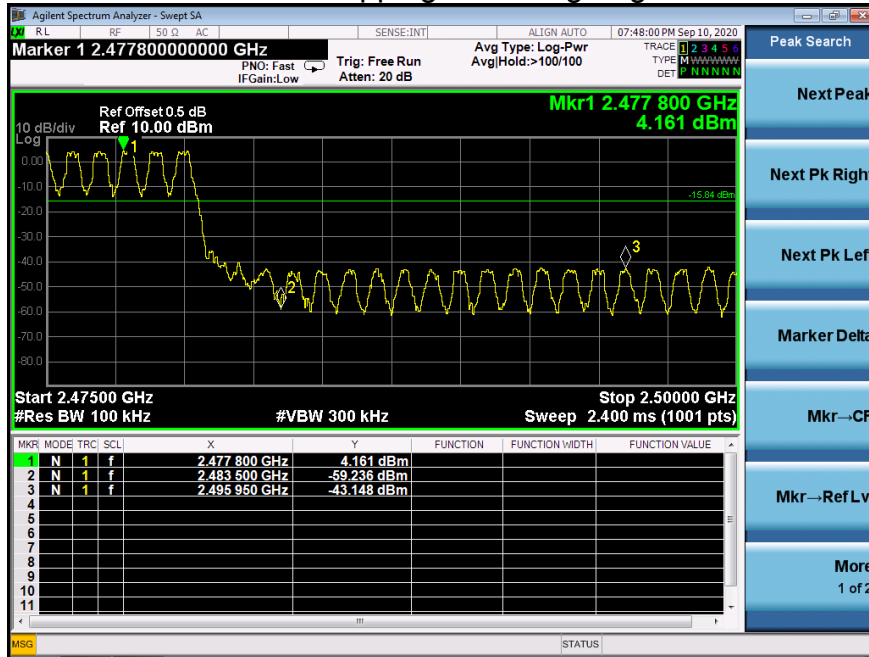 Agilent Spectrum Analyzer - Swept SA
LXI RL RF 50 Ω AC SENSE:INT ALIGN AUTO 07:48:00 PM Sep 10, 2020
Marker 1 2.477800000000 GHz
PNO: Fast
IFGain:Low
Trig: Free Run
Atten: 20 dB
Avg Type: Log-Pwr
Avg|Hold:>100/100
TRACE 1 2 3 4 5 6
TYPE M WWWWW
DET P N N N N N
Ref Offset 0.5 dB
10 dB/div Ref 10.00 dBm
Log
Mkr1 2.477 800 GHz
4.161 dBm
1
0.00
-10.0
-15.84 dBm
-20.0
-30.0
3
-40.0
-50.0
2
-60.0
-70.0
-80.0
Start 2.47500 GHz Stop 2.50000 GHz
#Res BW 100 kHz #VBW 300 kHz Sweep 2.400 ms (1001 pts)
MKR MODE TRC SCL X Y FUNCTION FUNCTION WIDTH FUNCTION VALUE
1 N 1 f 2.477 800 GHz 4.161 dBm
2 N 1 f 2.483 500 GHz -59.236 dBm
3 N 1 f 2.495 950 GHz -43.148 dBm
4
5
6
7
8
9
10
11
MSG STATUS
Peak Search
Next Peak
Next Pk Right
Next Pk Left
Marker Delta
Mkr→CF
Mkr→Ref Lv
More
1 of 2